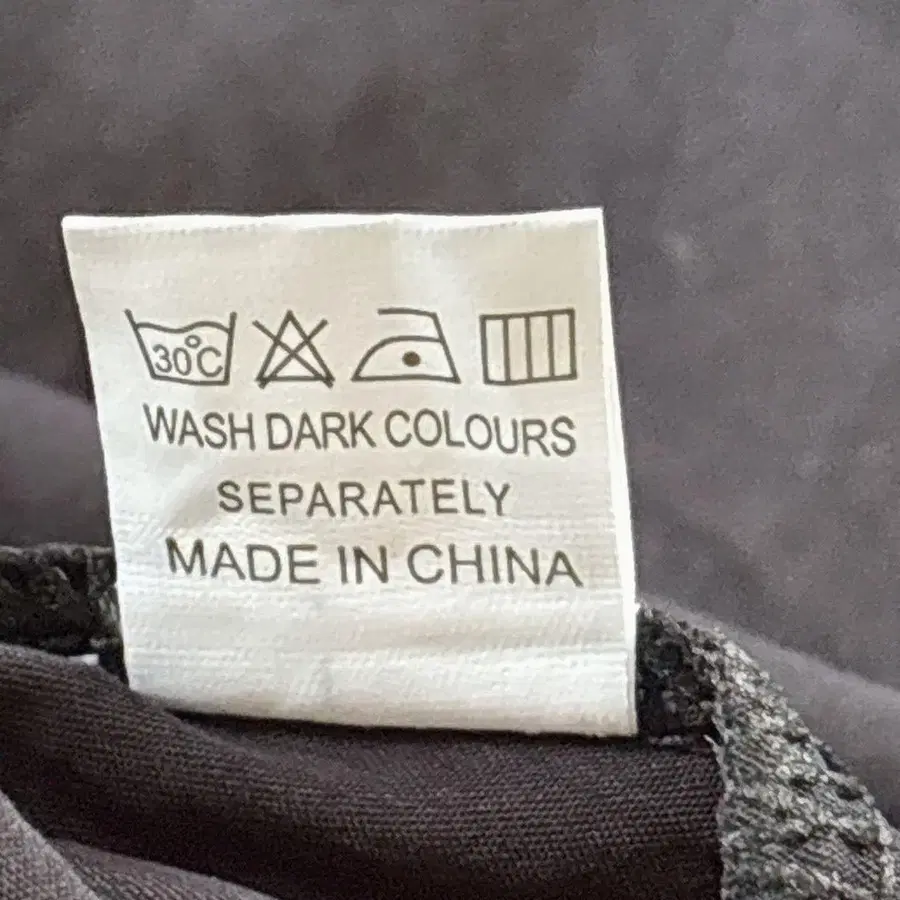 30°C
WASH DARK COLOURS
SEPARATELY
MADE IN CHINA